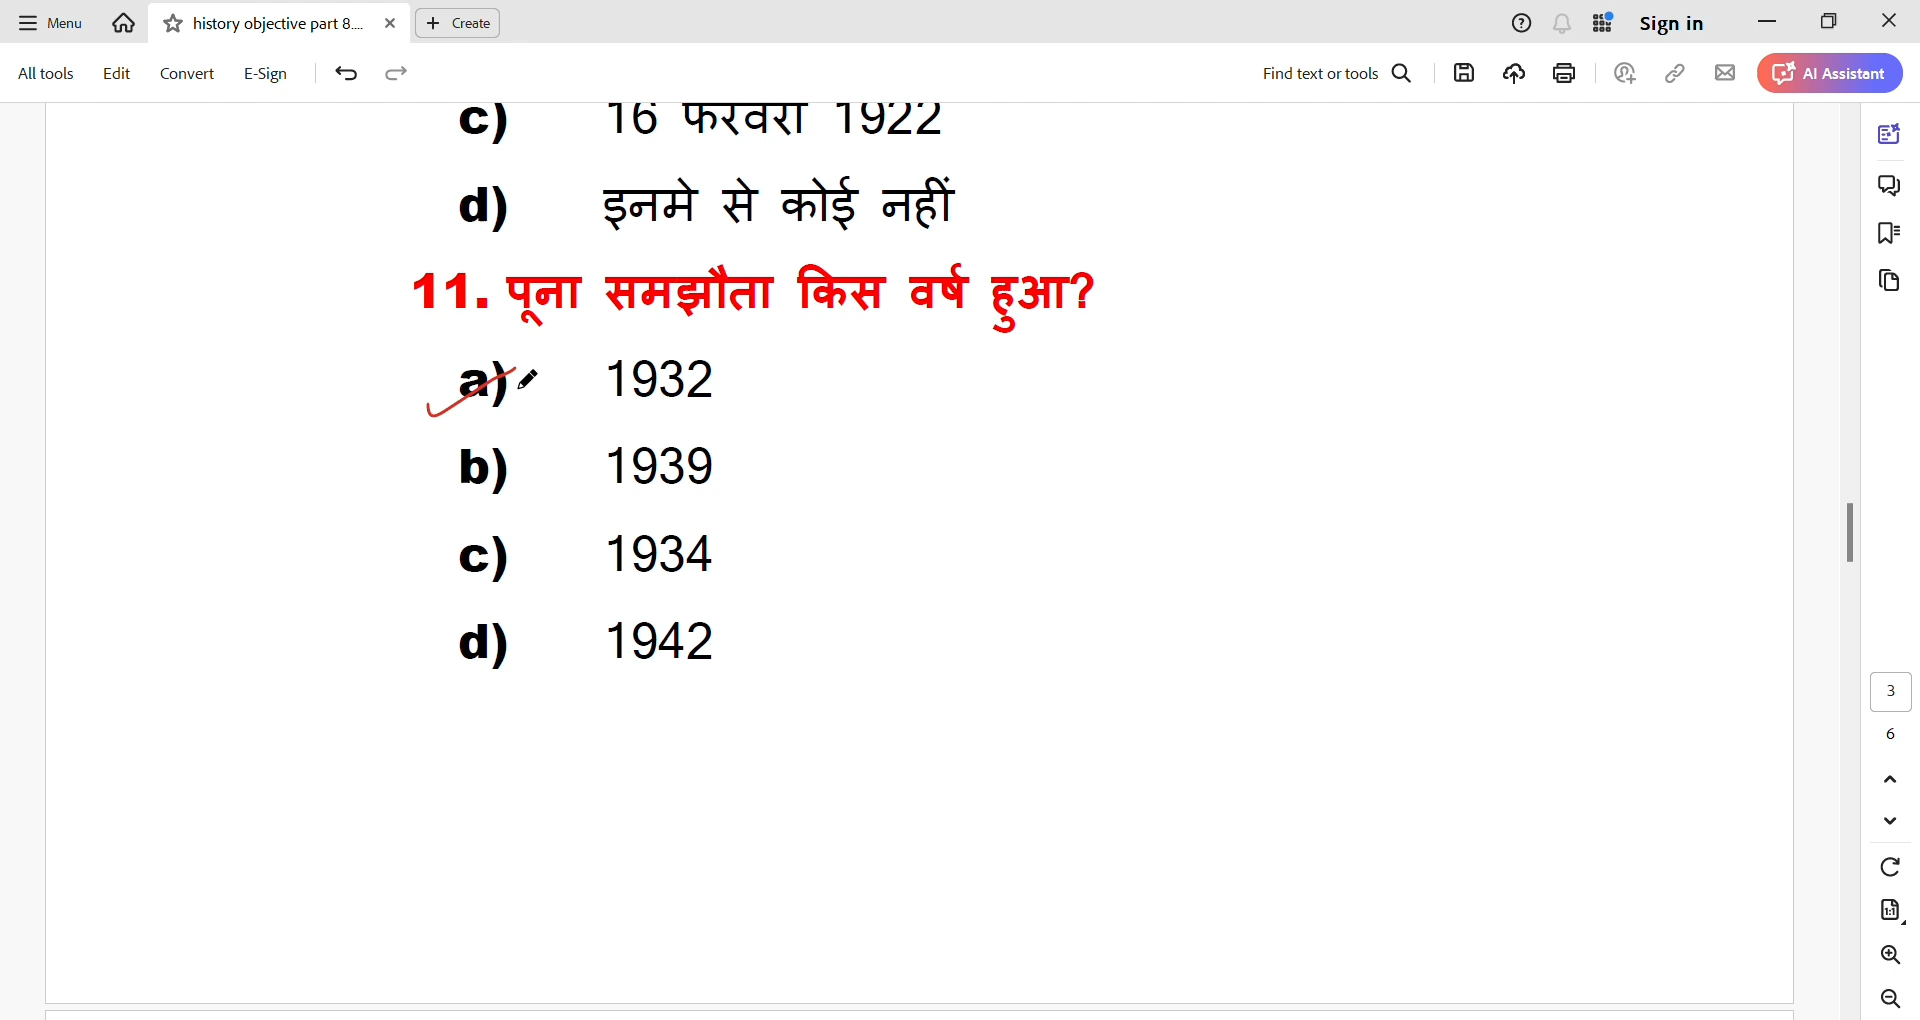 Menu
history objective part 8....
Create
Sign in
All tools
Edit
Convert
E-Sign
Find text or tools
AI Assistant
c) 16 फरवरी 1922
d) इनमे से कोई नहीं
11. पूना समझौता किस वर्ष हुआ?
a) 1932
b) 1939
c) 1934
d) 1942
3
6